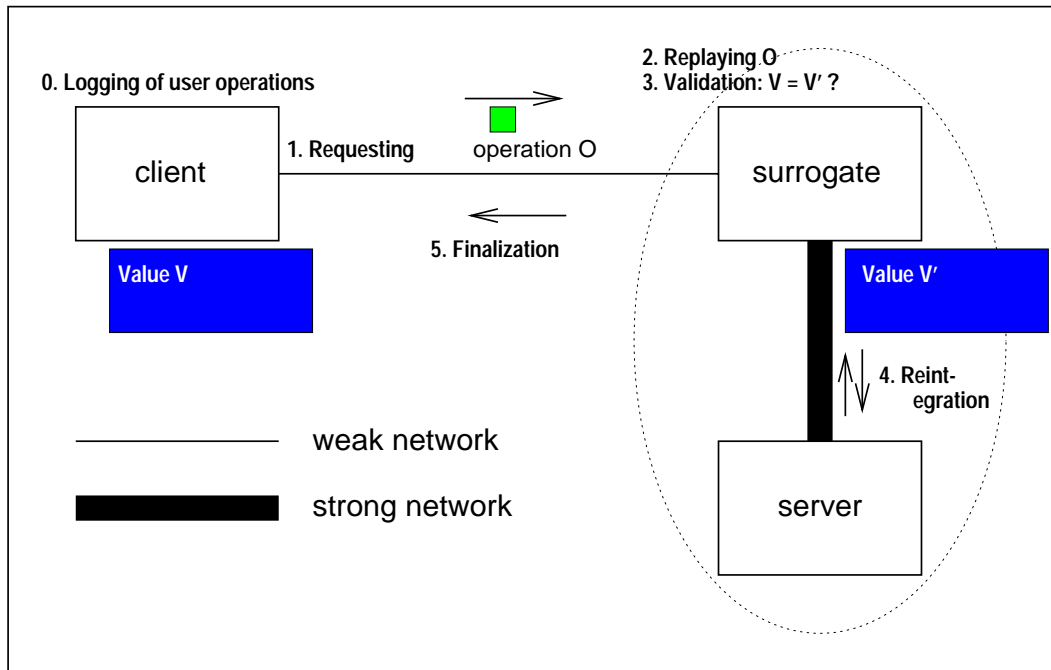 0. Logging of user operations
2. Replaying O
3. Validation: V = V′ ?
1. Requesting
operation O
client
surrogate
5. Finalization
Value V
Value V′
4. Reint-
egration
weak network
strong network
server